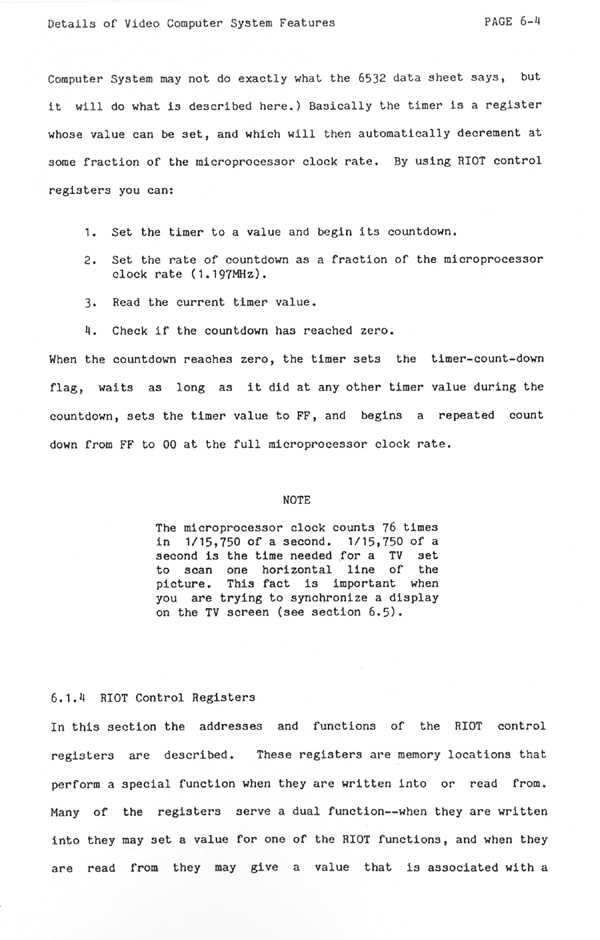 Details of Video Computer System Features PAGE 6-4
Computer System may not do exactly what the 6532 data sheet says, but
it will do what is described here.) Basically the timer is a register
whose value can be set, and which will then automatically decrement at
some fraction of the microprocessor clock rate. By using RIOT control
registers you can:
1. Set the timer to a value and begin its countdown.
2. Set the rate of countdown as a fraction of the microprocessor
clock rate (1.197MHz).
3. Read the current timer value.
4. Check if the countdown has reached zero.
When the countdown reaches zero, the timer sets the timer-count-down
flag, waits as long as it did at any other timer value during the
countdown, sets the timer value to FF, and begins a repeated count
down from FF to 00 at the full microprocessor clock rate.
NOTE
The microprocessor clock counts 76 times
in 1/15,750 of a second. 1/15,750 of a
second is the time needed for a TV set
to scan one horizontal line of the
picture. This fact is important when
you are trying to synchronize a display
on the TV screen (see section 6.5).
6.1.4 RIOT Control Registers
In this section the addresses and functions of the RIOT control
registers are described. These registers are memory locations that
perform a special function when they are written into or read from.
Many of the registers serve a dual function--when they are written
into they may set a value for one of the RIOT functions, and when they
are read from they may give a value that is associated with a